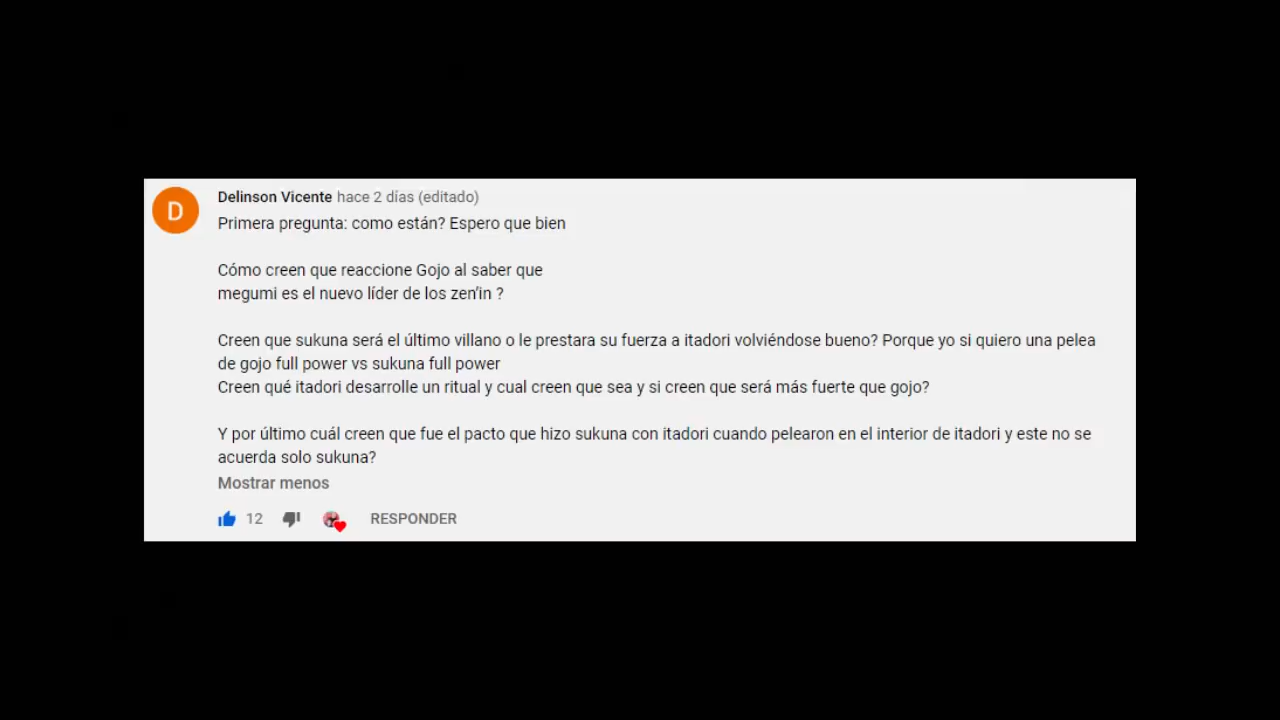 D
Delinson Vicente hace 2 días (editado)
Primera pregunta: como están? Espero que bien
Cómo creen que reaccione Gojo al saber que
megumi es el nuevo líder de los zen'in ?
Creen que sukuna será el último villano o le prestara su fuerza a itadori volviéndose bueno? Porque yo si quiero una pelea
de gojo full power vs sukuna full power
Creen qué itadori desarrolle un ritual y cual creen que sea y si creen que será más fuerte que gojo?
Y por último cuál creen que fue el pacto que hizo sukuna con itadori cuando pelearon en el interior de itadori y este no se
acuerda solo sukuna?
Mostrar menos
12 RESPONDER